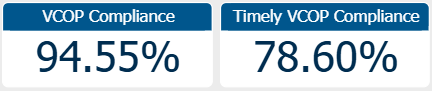 VCOP Compliance
94.55%
Timely VCOP Compliance
78.60%